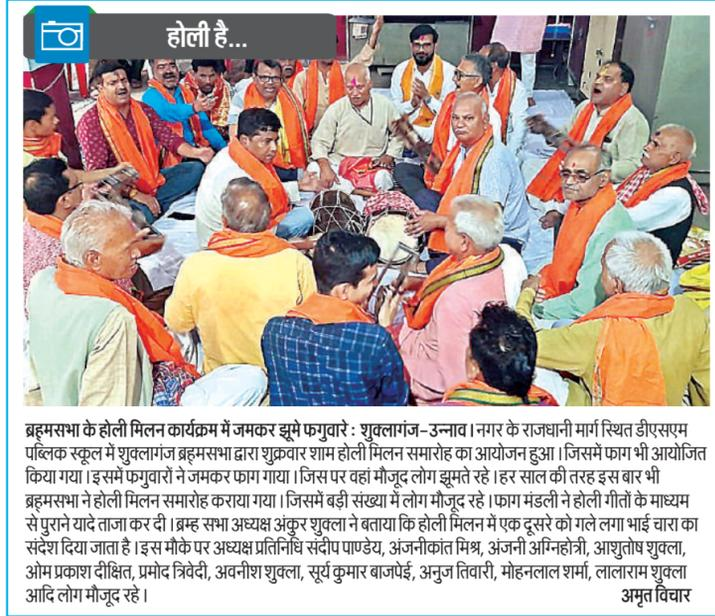 होली है...
ब्रह्मसभा के होली मिलन कार्यक्रम में जमकर झूमे फगुवारे : शुक्लागंज-उन्नाव। नगर के राजधानी मार्ग स्थित डीएसएम
पब्लिक स्कूल में शुक्लागंज ब्रह्मसभा द्वारा शुक्रवार शाम होली मिलन समारोह का आयोजन हुआ। जिसमें फाग भी आयोजित
किया गया। इसमें फगुवारों ने जमकर फाग गाया। जिस पर वहां मौजूद लोग झूमते रहे। हर साल की तरह इस बार भी
ब्रह्मसभा ने होली मिलन समारोह कराया गया। जिसमें बड़ी संख्या में लोग मौजूद रहे। फाग मंडली ने होली गीतों के माध्यम
से पुराने यादे ताजा कर दी। ब्रम्ह सभा अध्यक्ष अंकुर शुक्ला ने बताया कि होली मिलन में एक दूसरे को गले लगा भाई चारा का
संदेश दिया जाता है। इस मौके पर अध्यक्ष प्रतिनिधि संदीप पाण्डेय, अंजनीकांत मिश्र, अंजनी अग्निहोत्री, आशुतोष शुक्ला,
ओम प्रकाश दीक्षित, प्रमोद त्रिवेदी, अवनीश शुक्ला, सूर्य कुमार बाजपेई, अनुज तिवारी, मोहनलाल शर्मा, लालाराम शुक्ला
आदि लोग मौजूद रहे। अमृत विचार